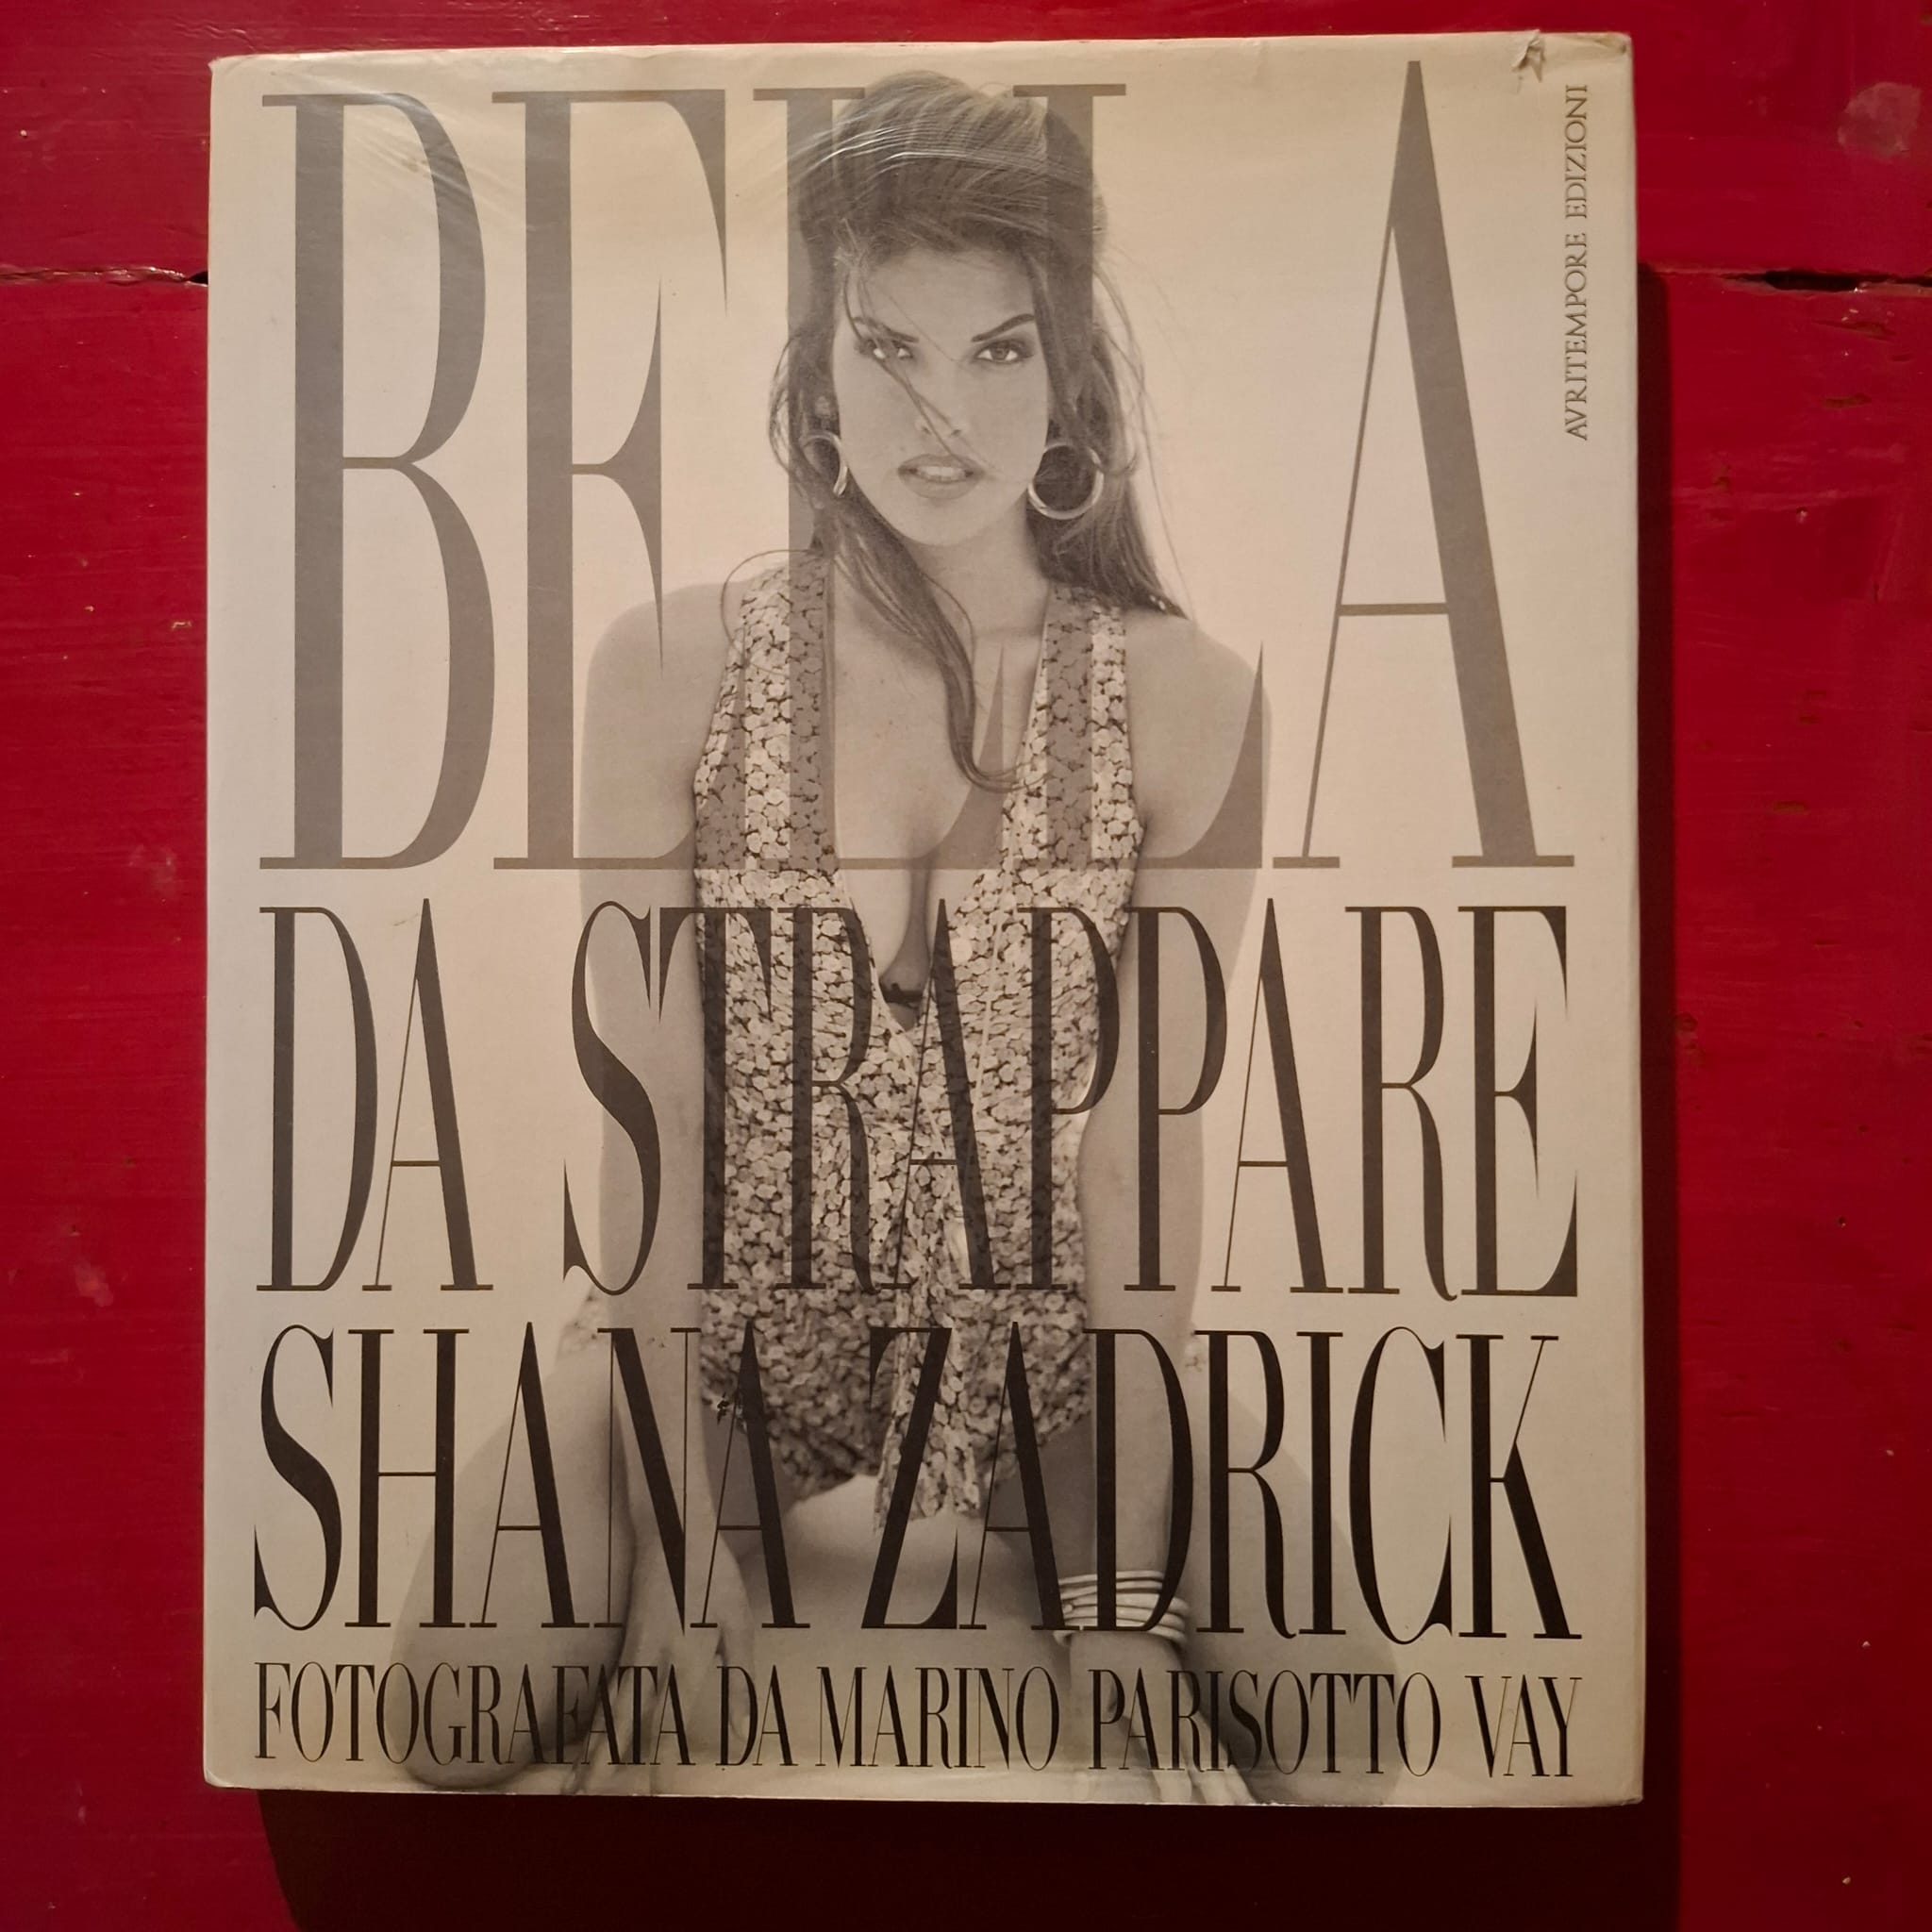 BELLA
DA STRAPPARE
SHANA ZADRICK
FOTOGRAFATA DA MARINO PARISOTTO VAY
AVRITEMPORE EDIZIONI